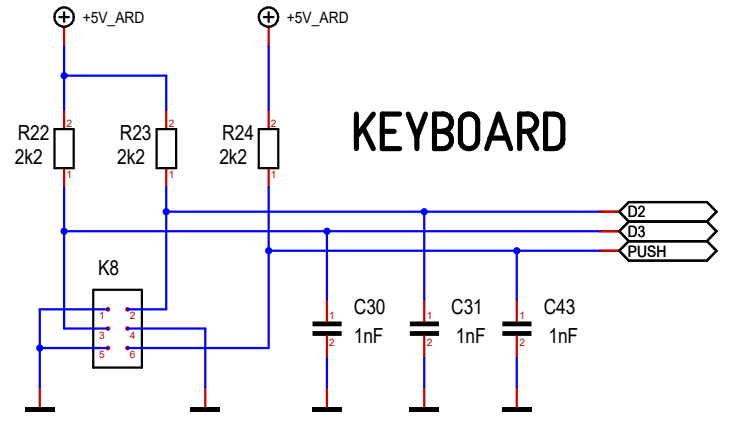 +5V_ARD
+5V_ARD
2
2
2
R22
2k2
R23
2k2
R24
2k2
KEYBOARD
1
1
1
D2
D3
PUSH
K8
1
2
3
4
5
6
1
C30
1nF
2
1
C31
1nF
2
1
C43
1nF
2